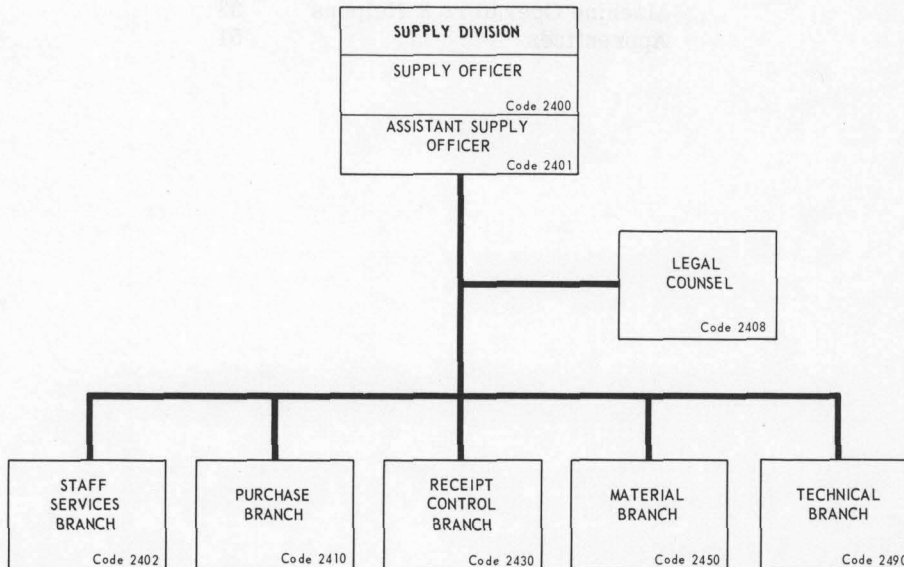 SUPPLY DIVISION
SUPPLY OFFICER
Code 2400
ASSISTANT SUPPLY
OFFICER
Code 2401
LEGAL
COUNSEL
Code 2408
STAFF
SERVICES
BRANCH
Code 2402
PURCHASE
BRANCH
Code 2410
RECEIPT
CONTROL
BRANCH
Code 2430
MATERIAL
BRANCH
Code 2450
TECHNICAL
BRANCH
Code 2490